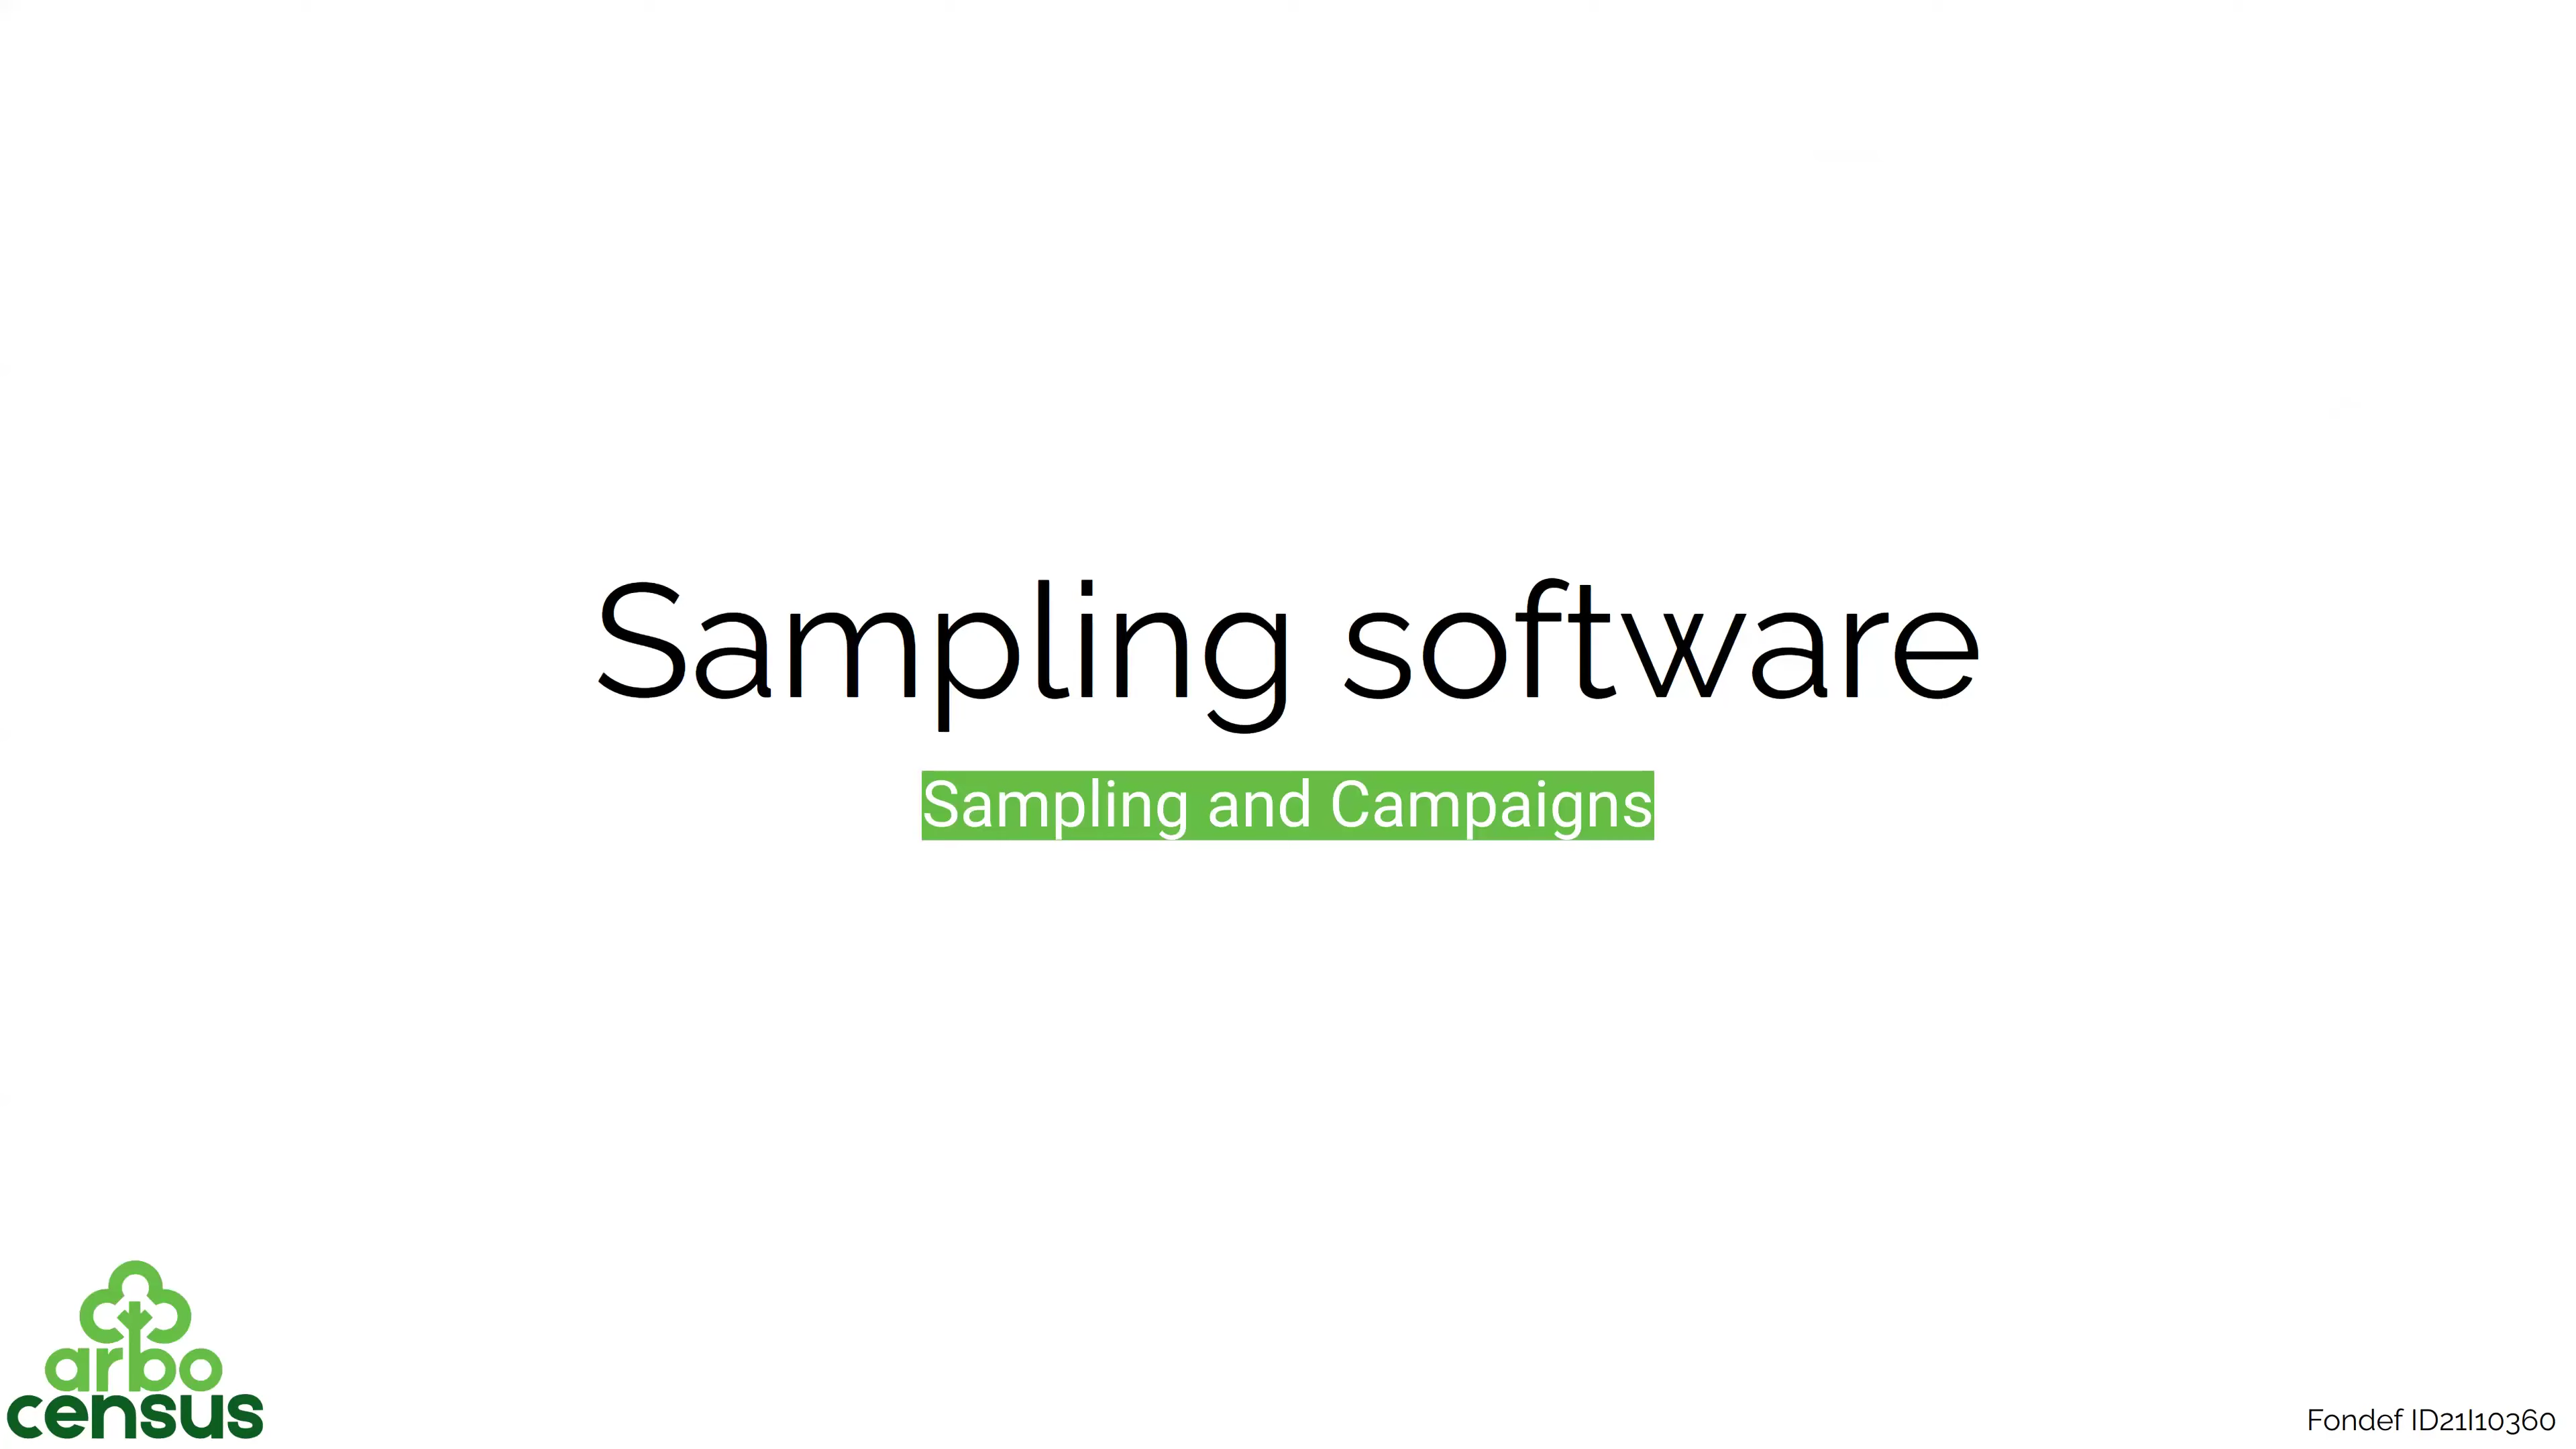 Sampling software
Sampling and Campaigns
arbo
census
Fondef ID21I10360